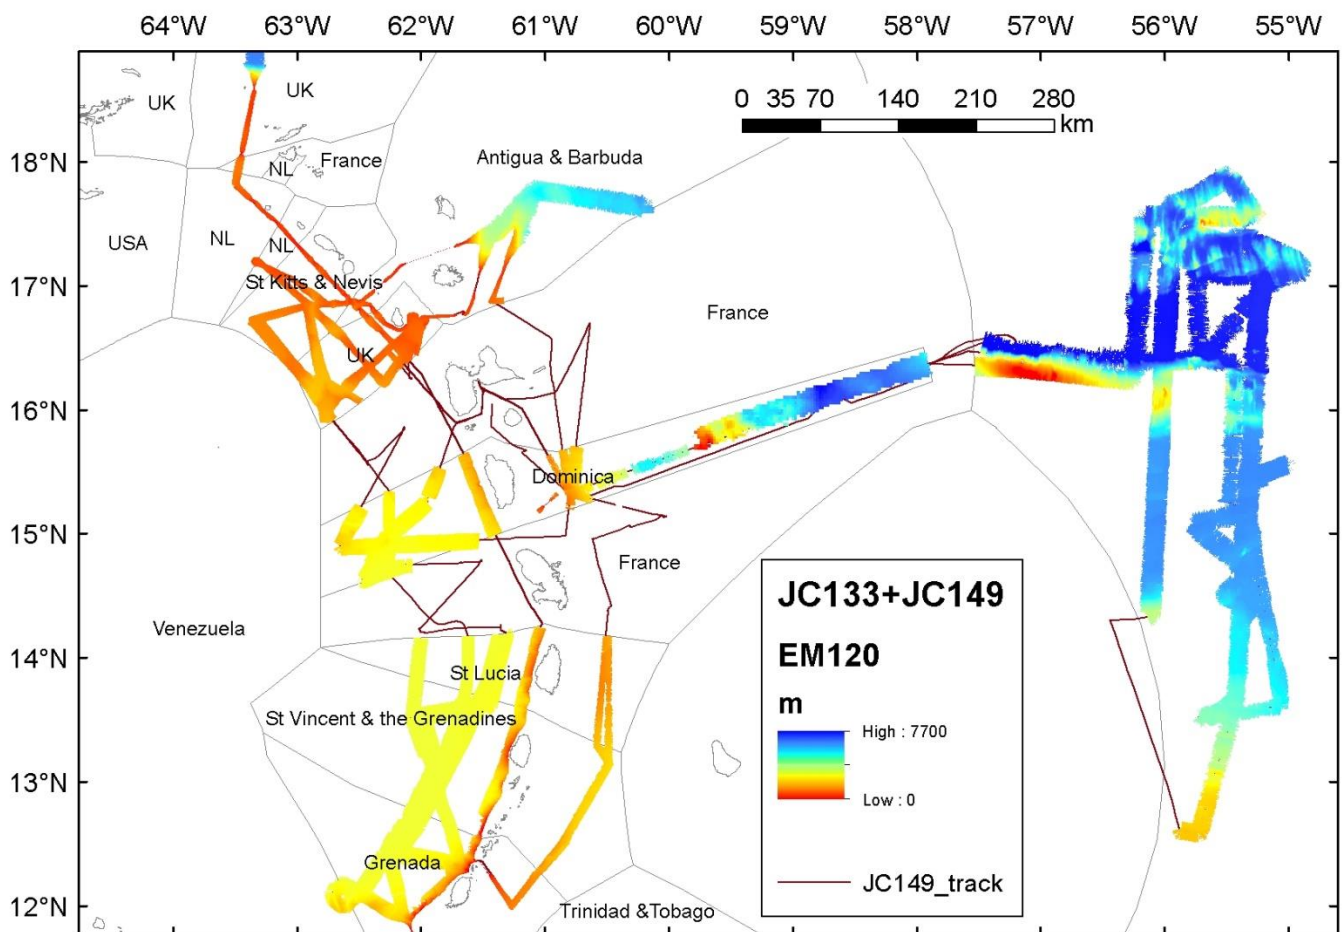 64°W 63°W 62°W 61°W 60°W 59°W 58°W 57°W 56°W 55°W
UK
UK
0 35 70 140 210 280
km
18°N
NL
France
Antigua & Barbuda
USA
NL
NL
17°N
St Kitts & Nevis
France
UK
16°N
Dominica
15°N
France
JC133+JC149
Venezuela
EM120
14°N
St Lucia
m
St Vincent & the Grenadines
High : 7700
13°N
Low : 0
Grenada
JC149_track
12°N
Trinidad &Tobago